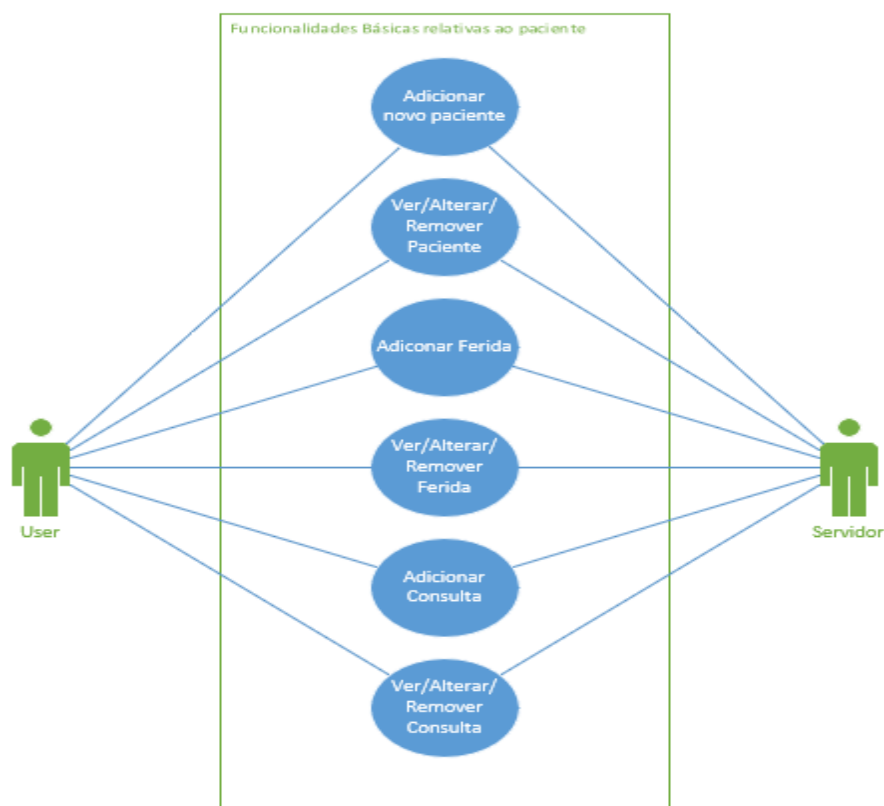 Funcionalidades Básicas relativas ao paciente
Adicionar
novo paciente
Ver/Alterar/
Remover
Paciente
Adiconar Ferida
Ver/Alterar/
Remover
Ferida
User
Servidor
Adicionar
Consulta
Ver/Alterar/
Remover
Consulta